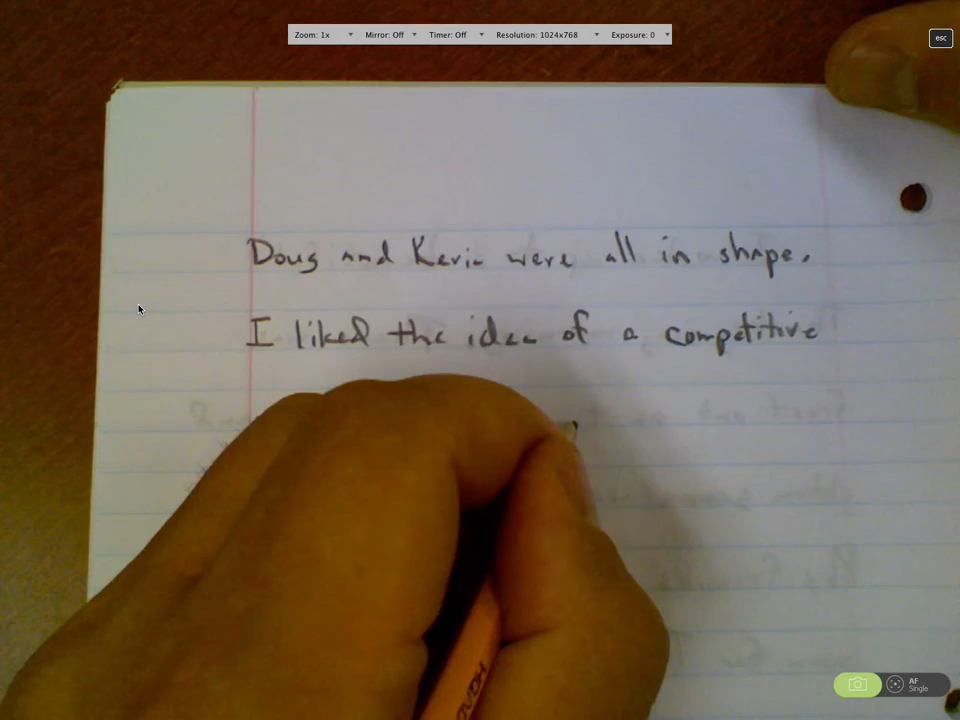 Zoom: 1x Mirror: Off Timer: Off Resolution: 1024x768 Exposure: 0
esc
Doug and Kevin were all in shape.
I liked the idea of a competitive
AF
Single